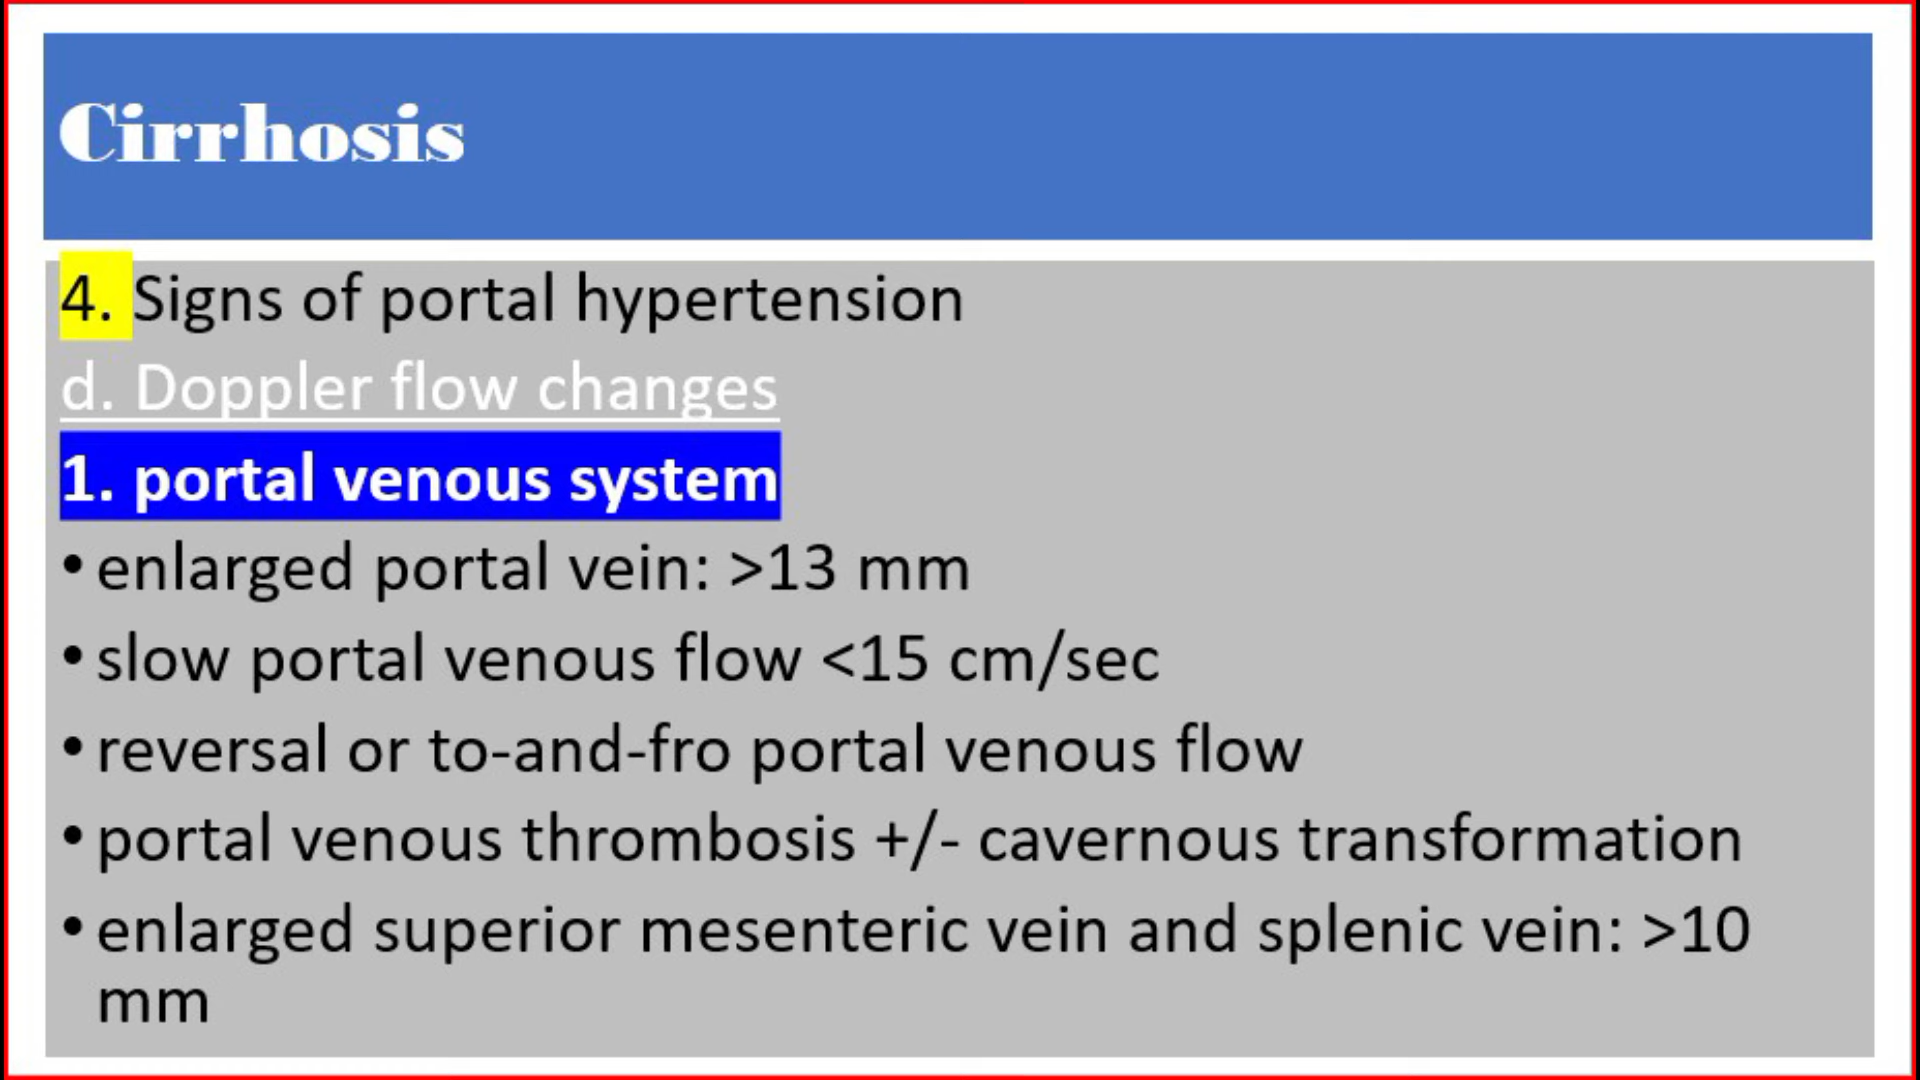 Cirrhosis
4. Signs of portal hypertension
d. Doppler flow changes
1. portal venous system
• enlarged portal vein: >13 mm
• slow portal venous flow <15 cm/sec
• reversal or to-and-fro portal venous flow
• portal venous thrombosis +/- cavernous transformation
• enlarged superior mesenteric vein and splenic vein: >10
mm